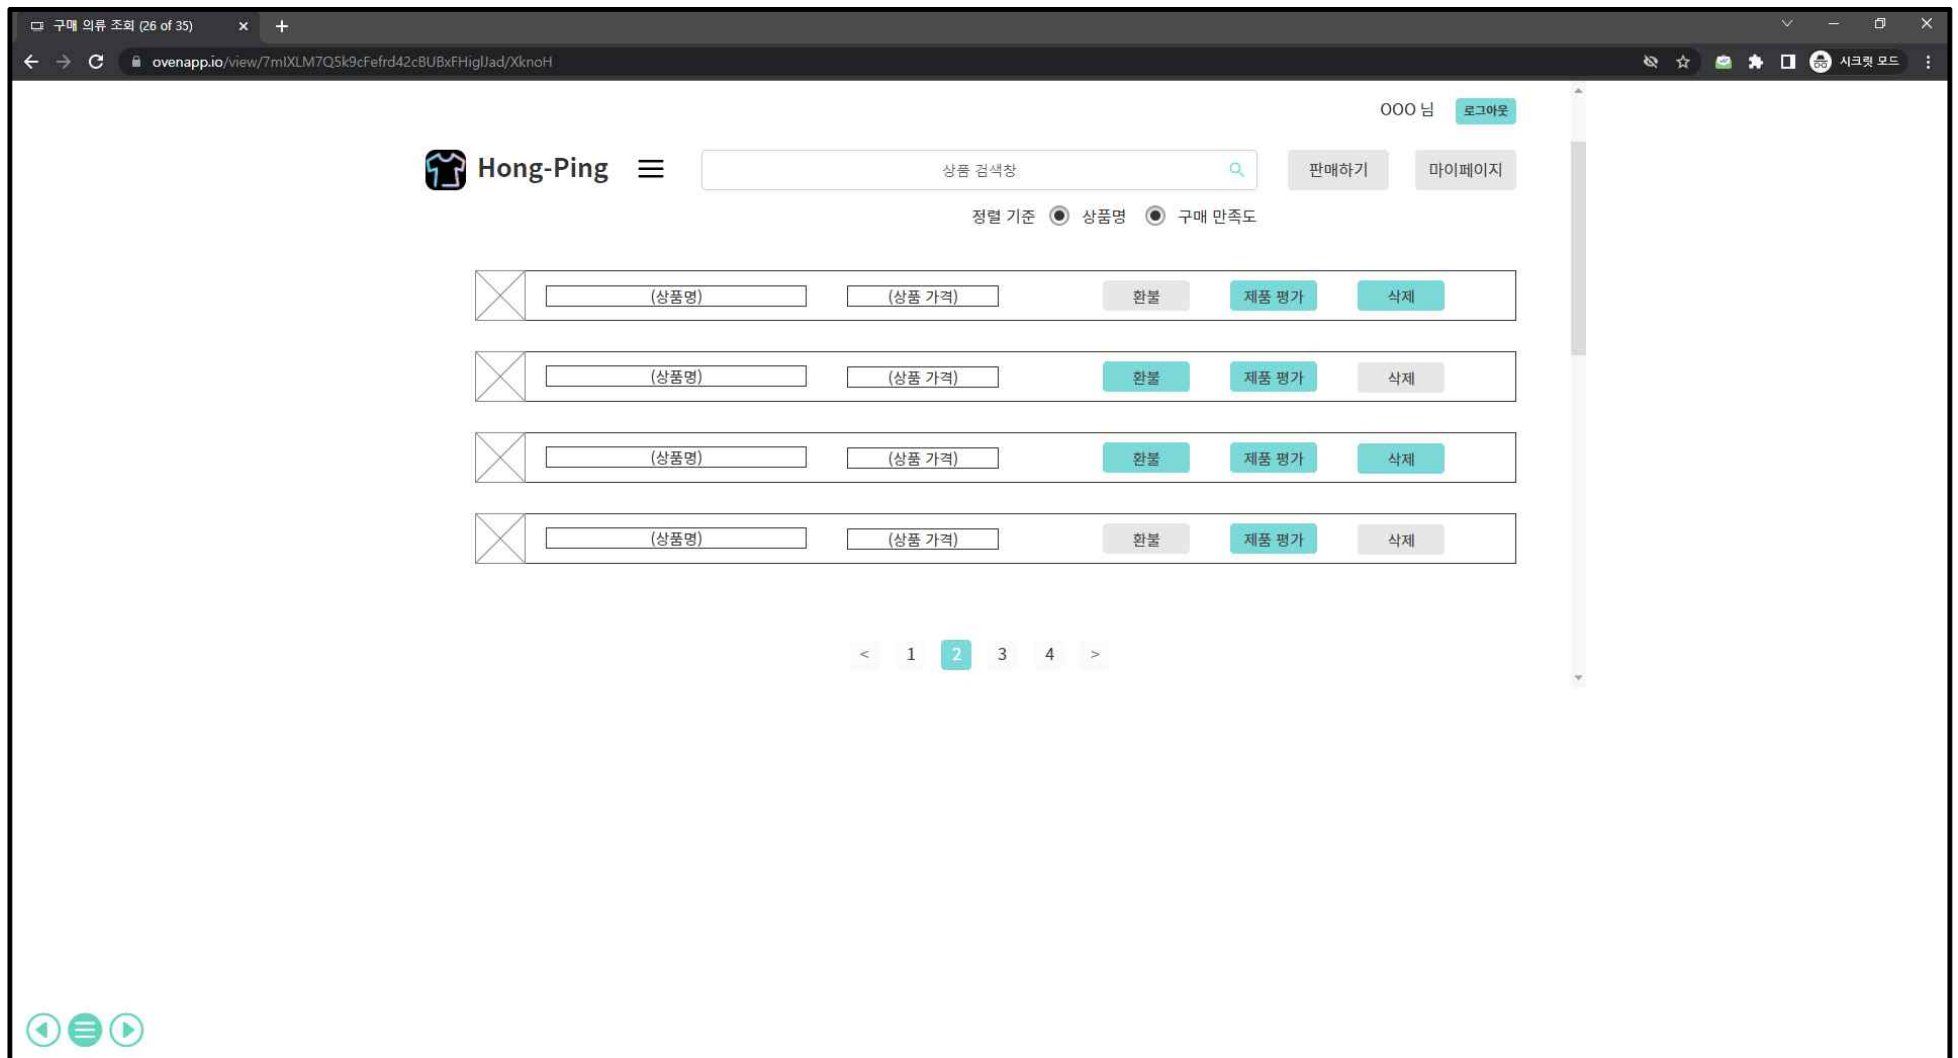 구매 의류 조회 (26 of 35)
ovenapp.io/view/7mIXLM7Q5k9cFefrd42cBUBxFHiglJad/XknoH
시크릿 모드
OOO 님 로그아웃
Hong-Ping 상품 검색창 판매하기 마이페이지
정렬 기준 상품명 구매 만족도
(상품명) (상품 가격) 환불 제품 평가 삭제
(상품명) (상품 가격) 환불 제품 평가 삭제
(상품명) (상품 가격) 환불 제품 평가 삭제
(상품명) (상품 가격) 환불 제품 평가 삭제
< 1 2 3 4 >